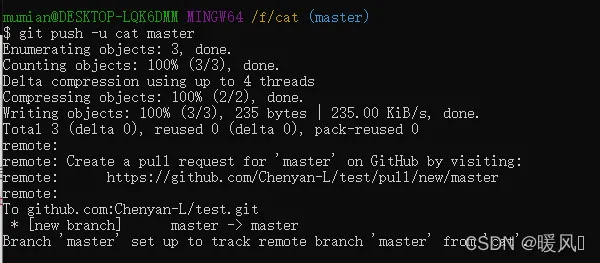 mumian@DESKTOP-LQK6DMM MINGW64 /f/cat (master)
$ git push -u cat master
Enumerating objects: 3, done.
Counting objects: 100% (3/3), done.
Delta compression using up to 4 threads
Compressing objects: 100% (2/2), done.
Writing objects: 100% (3/3), 235 bytes | 235.00 KiB/s, done.
Total 3 (delta 0), reused 0 (delta 0), pack-reused 0
remote:
remote: Create a pull request for 'master' on GitHub by visiting:
remote:      https://github.com/Chenyan-L/test/pull/new/master
remote:
To github.com:Chenyan-L/test.git
 * [new branch]      master -> master
Branch 'master' set up to track remote branch 'master' from 'cat'.
CSDN @暖风